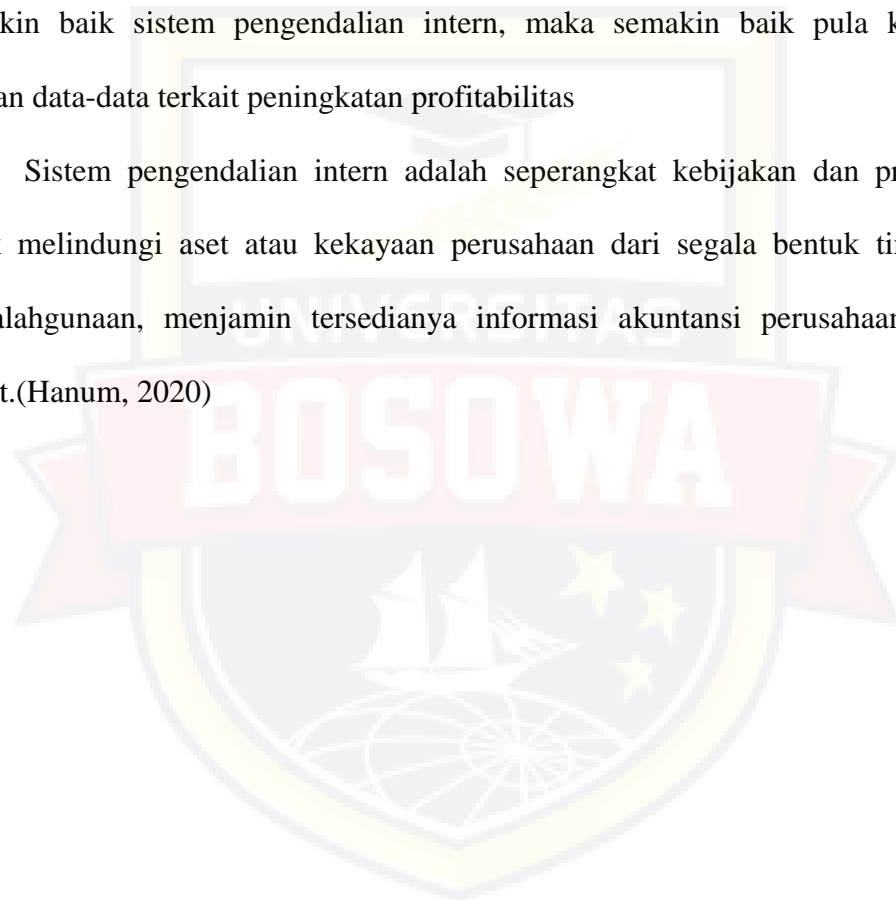 kin baik sistem pengendalian intern, maka semakin baik pula k
an data-data terkait peningkatan profitabilitas
Sistem pengendalian intern adalah seperangkat kebijakan dan pr
melindungi aset atau kekayaan perusahaan dari segala bentuk ti
alahgunaan, menjamin tersedianya informasi akuntansi perusahaan
t.(Hanum, 2020)
UNIVERSITAS
BOSOWA